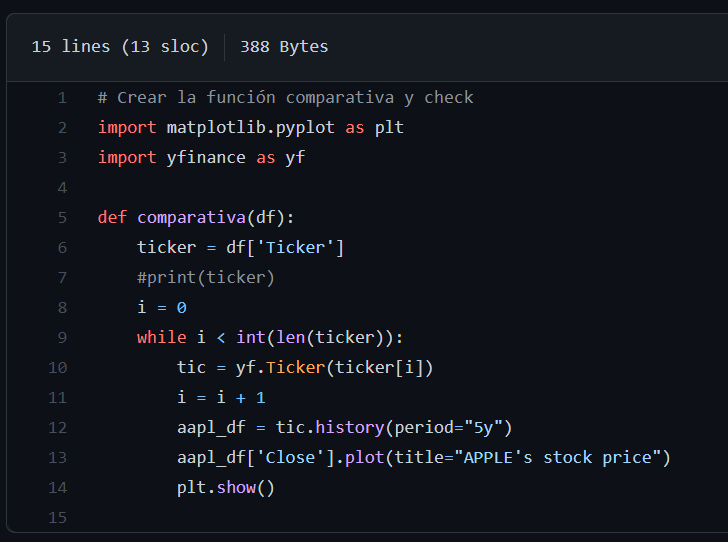 15 lines (13 sloc) 388 Bytes
1 # Crear la función comparativa y check
2 import matplotlib.pyplot as plt
3 import yfinance as yf
4
5 def comparativa(df):
6     ticker = df['Ticker']
7     #print(ticker)
8     i = 0
9     while i < int(len(ticker)):
10         tic = yf.Ticker(ticker[i])
11         i = i + 1
12         aapl_df = tic.history(period="5y")
13         aapl_df['Close'].plot(title="APPLE's stock price")
14         plt.show()
15